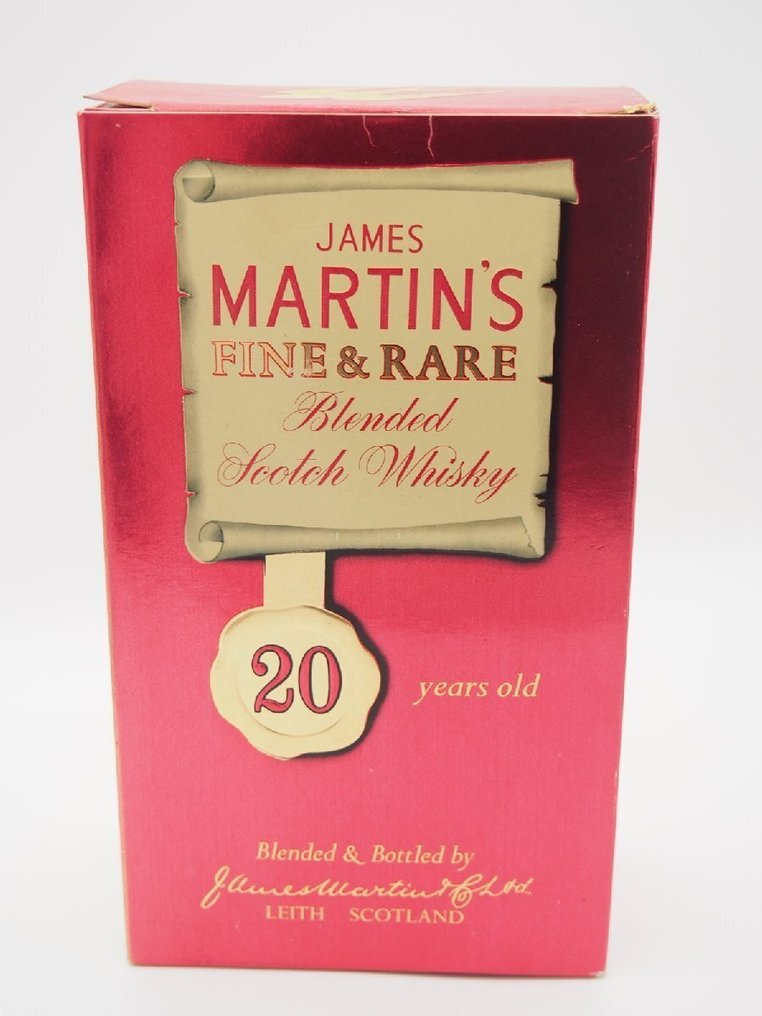 JAMES
MARTIN'S
FINE & RARE
Blended
Scotch Whisky
20
years old
Blended & Bottled by
James Martin & Co Ltd.
LEITH SCOTLAND